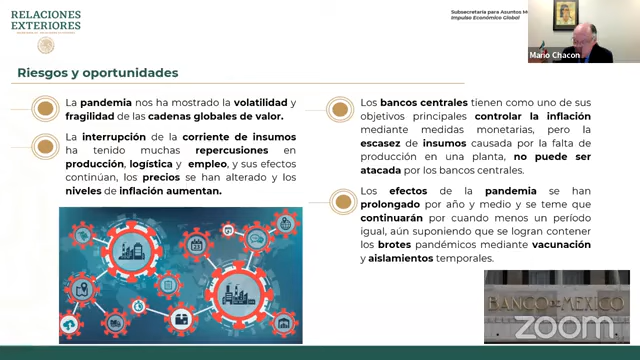 RELACIONES
EXTERIORES
Subsecretaría para Asuntos M
Impulso Económico Global
Mario Chacon
Riesgos y oportunidades
La pandemia nos ha mostrado la volatilidad y
fragilidad de las cadenas globales de valor.
La interrupción de la corriente de insumos
ha tenido muchas repercusiones en
producción, logística y empleo, y sus efectos
continúan, los precios se han alterado y los
niveles de inflación aumentan.
Los bancos centrales tienen como uno de sus
objetivos principales controlar la inflación
mediante medidas monetarias, pero la
escasez de insumos causada por la falta de
producción en una planta, no puede ser
atacada por los bancos centrales.
Los efectos de la pandemia se han
prolongado por año y medio y se teme que
continuarán por cuando menos un período
igual, aún suponiendo que se logran contener
los brotes pandémicos mediante vacunación
y aislamientos temporales.
BANCO DE MEXICO
zoom